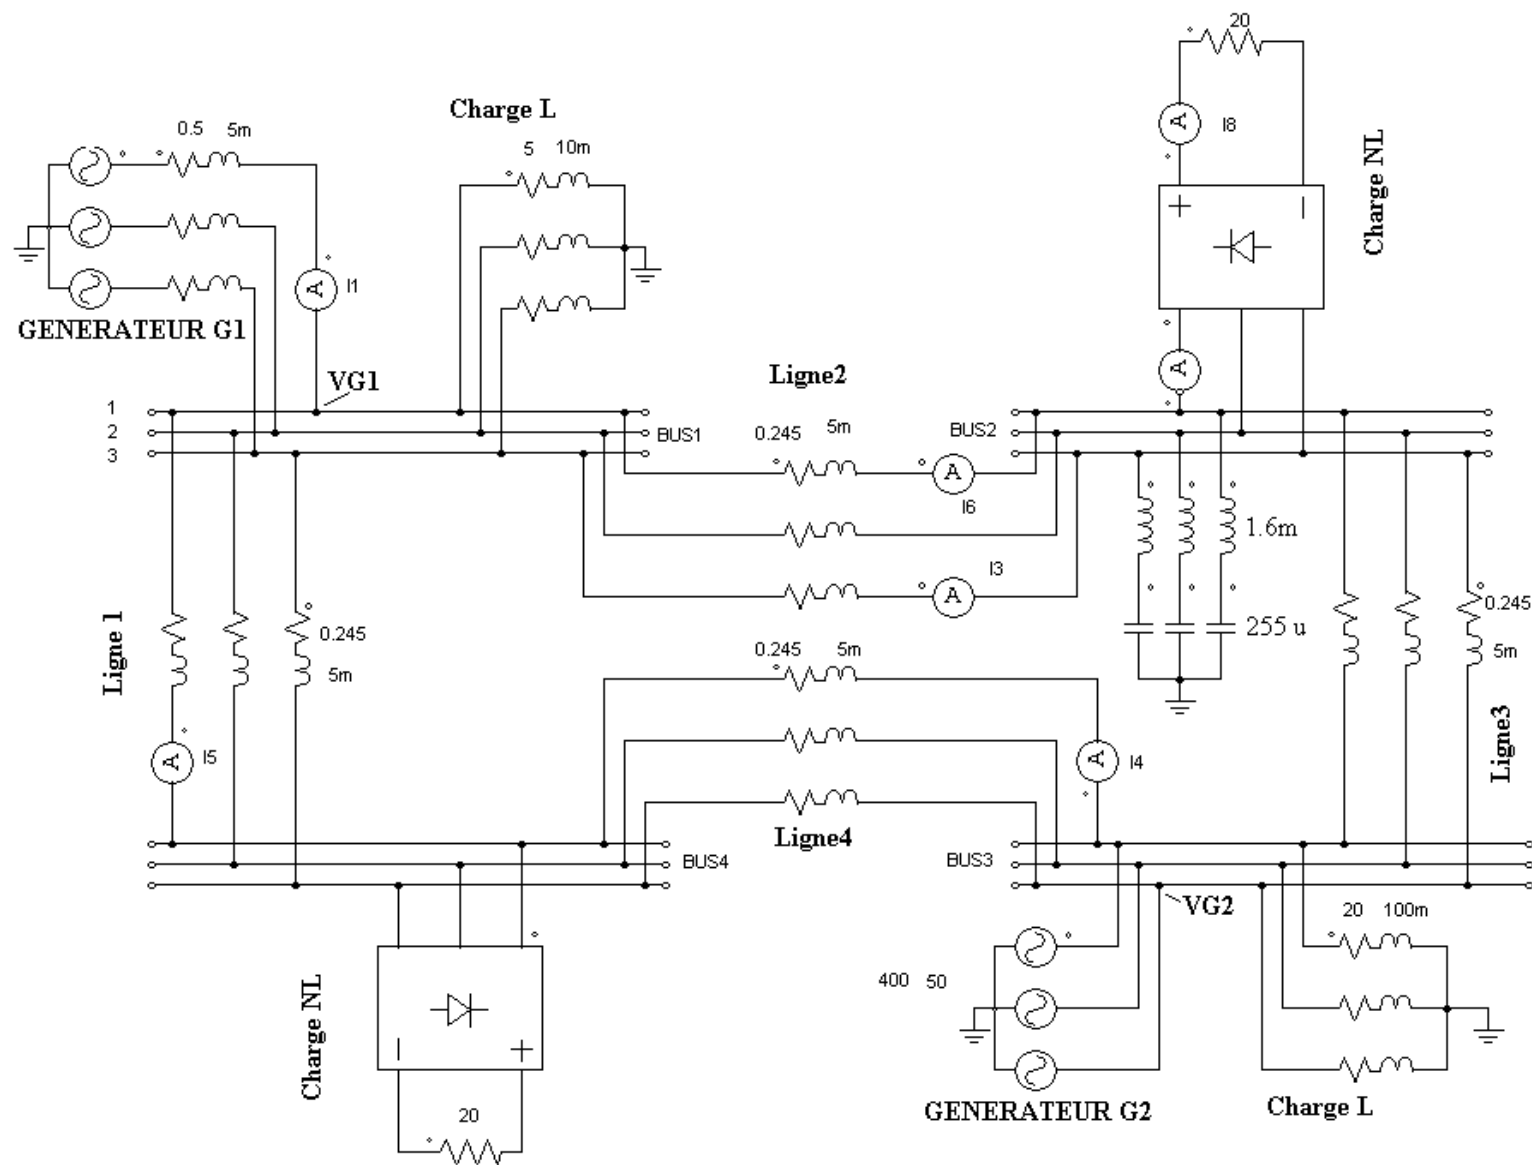 20
Charge L
0.5 5m
5 10m
A I8
Charge NL
+ –
A I1
GENERATEUR G1
A
VG1
Ligne2
1
2
3
BUS1
0.245 5m
BUS2
A
I6
1.6m
I3
A
Ligne 1
0.245
5m
0.245 5m
255 u
0.245
5m
Ligne3
A I5
A I4
Ligne4
BUS4
BUS3
VG2
20 100m
Charge NL
– +
400 50
GENERATEUR G2
Charge L
20